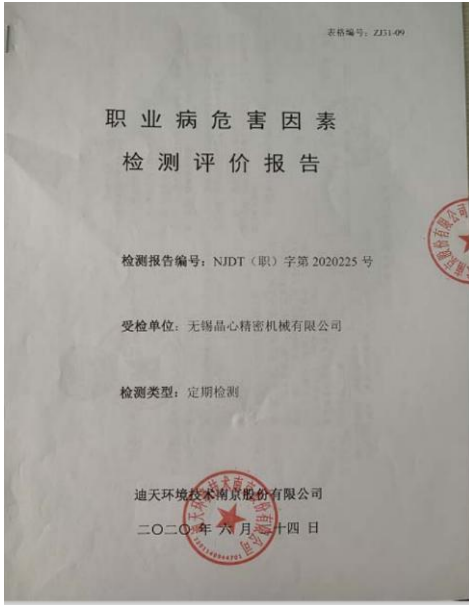 表格编号：ZJ31-09
职业病危害因素
检测评价报告
检测报告编号：NJDT（职）字第 2020225 号
受检单位：无锡晶心精密机械有限公司
检测类型：定期检测
迪天环境技术南京股份有限公司
二〇二〇年六月二十四日